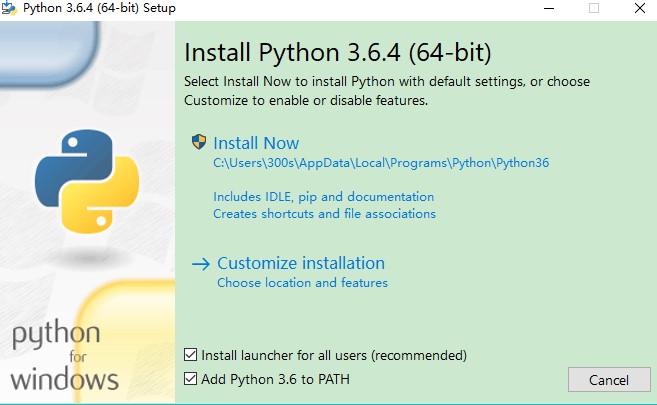 Python 3.6.4 (64-bit) Setup
Install Python 3.6.4 (64-bit)
Select Install Now to install Python with default settings, or choose
Customize to enable or disable features.
Install Now
C:\Users\300s\AppData\Local\Programs\Python\Python36
Includes IDLE, pip and documentation
Creates shortcuts and file associations
Customize installation
Choose location and features
python
for
windows
Install launcher for all users (recommended)
Add Python 3.6 to PATH
Cancel